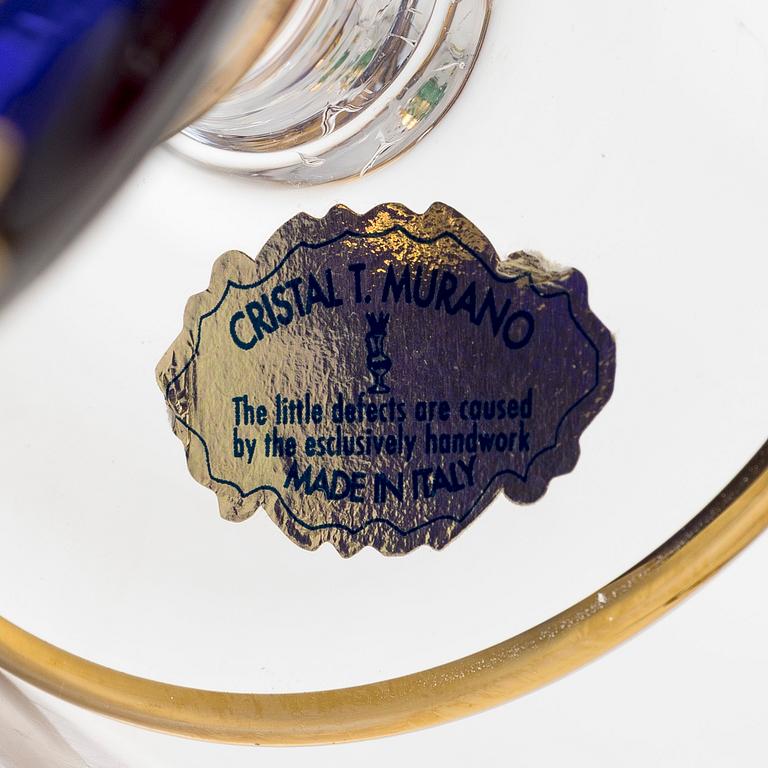 CRISTAL T. MURANO
The little defects are caused
by the esclusively handwork
MADE IN ITALY